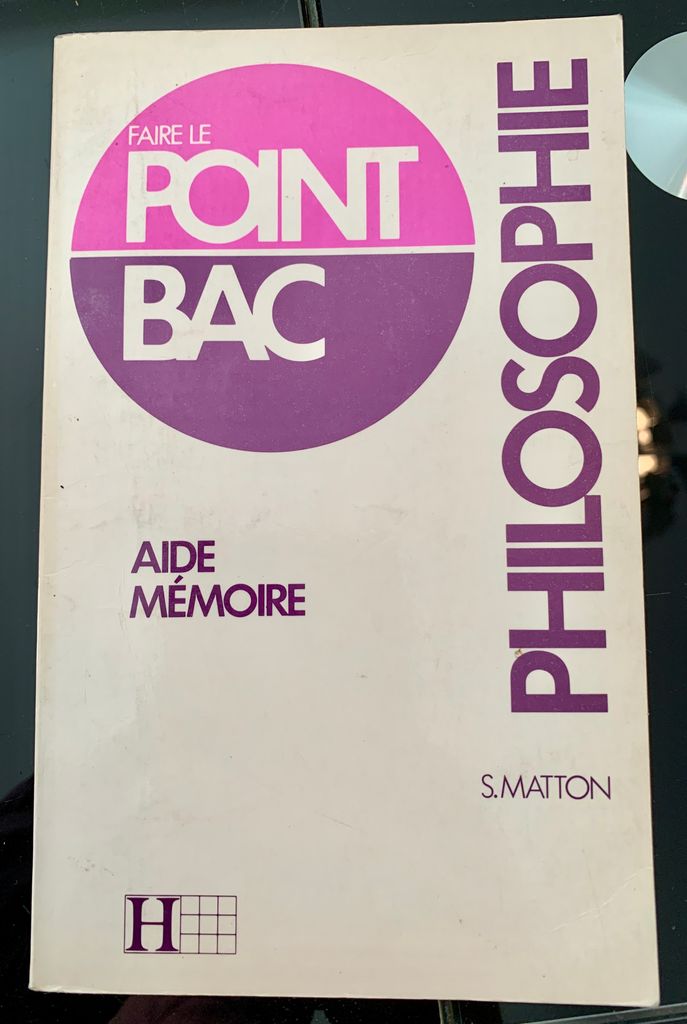 FAIRE LE
POINT
BAC
PHILOSOPHIE
AIDE
MÉMOIRE
S.MATTON
H